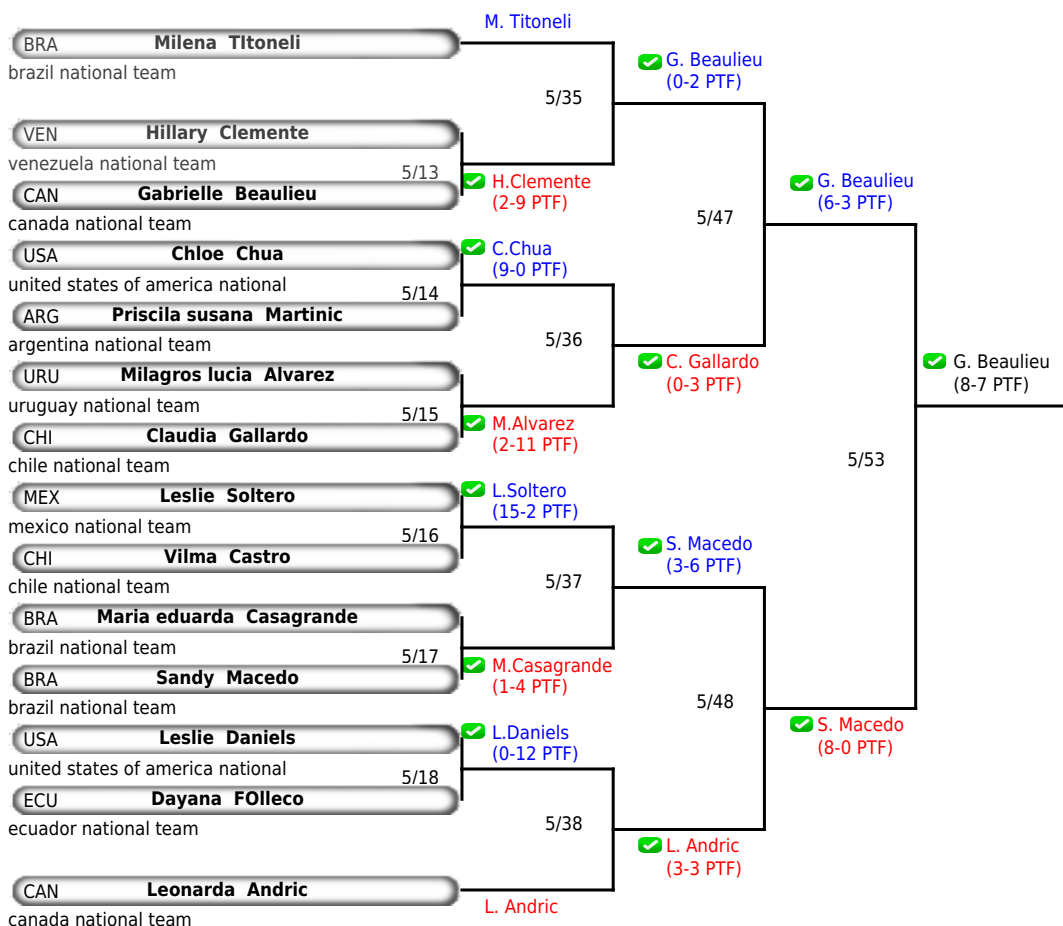 M. Titoneli
BRA Milena TItoneli
brazil national team
G. Beaulieu
(0-2 PTF)
5/35
VEN Hillary Clemente
venezuela national team
5/13
H.Clemente
(2-9 PTF)
CAN Gabrielle Beaulieu
canada national team
G. Beaulieu
(6-3 PTF)
5/47
USA Chloe Chua
united states of america national
C.Chua
(9-0 PTF)
5/14
ARG Priscila susana Martinic
argentina national team
5/36
URU Milagros lucia Alvarez
uruguay national team
C. Gallardo
(0-3 PTF)
G. Beaulieu
(8-7 PTF)
5/15
CHI Claudia Gallardo
chile national team
M.Alvarez
(2-11 PTF)
5/53
MEX Leslie Soltero
mexico national team
L.Soltero
(15-2 PTF)
5/16
CHI Vilma Castro
chile national team
S. Macedo
(3-6 PTF)
5/37
BRA Maria eduarda Casagrande
brazil national team
5/17
BRA Sandy Macedo
brazil national team
M.Casagrande
(1-4 PTF)
5/48
USA Leslie Daniels
united states of america national
L.Daniels
(0-12 PTF)
S. Macedo
(8-0 PTF)
5/18
ECU Dayana FOlleco
ecuador national team
5/38
L. Andric
(3-3 PTF)
CAN Leonarda Andric
canada national team
L. Andric